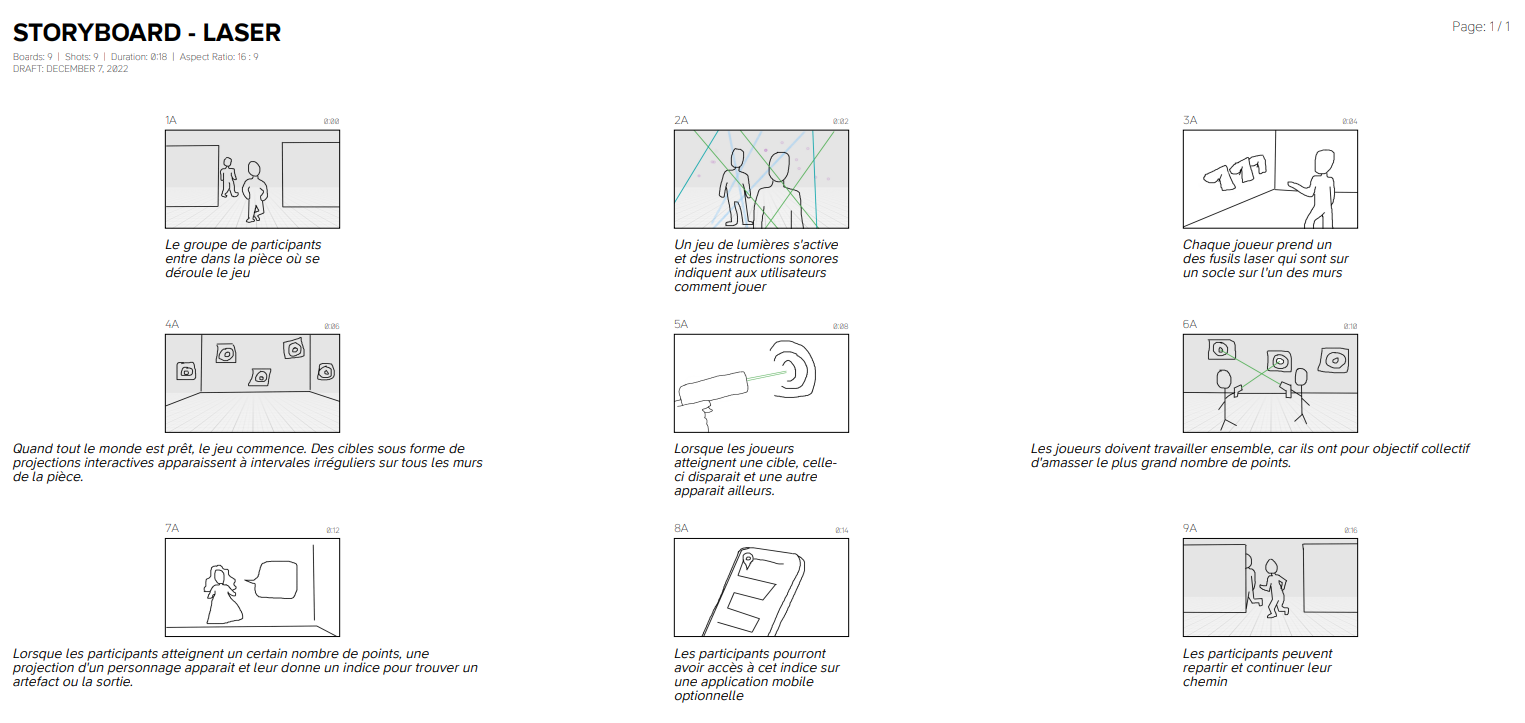 STORYBOARD - LASER
Page: 1 / 1
Boards: 9 | Shots: 9 | Duration: 0:18 | Aspect Ratio: 16 : 9
DRAFT: DECEMBER 7, 2022
1A 0:00
Le groupe de participants
entre dans la pièce où se
déroule le jeu
2A 0:02
Un jeu de lumières s'active
et des instructions sonores
indiquent aux utilisateurs
comment jouer
3A 0:04
Chaque joueur prend un
des fusils laser qui sont sur
un socle sur l'un des murs
4A 0:06
Quand tout le monde est prêt, le jeu commence. Des cibles sous forme de
projections interactives apparaissent à intervales irréguliers sur tous les murs
de la pièce.
5A 0:08
Lorsque les joueurs
atteignent une cible, celle-
ci disparait et une autre
apparait ailleurs.
6A 0:10
Les joueurs doivent travailler ensemble, car ils ont pour objectif collectif
d'amasser le plus grand nombre de points.
7A 0:12
Lorsque les participants atteignent un certain nombre de points, une
projection d'un personnage apparait et leur donne un indice pour trouver un
artefact ou la sortie.
8A 0:14
Les participants pourront
avoir accès à cet indice sur
une application mobile
optionnelle
9A 0:16
Les participants peuvent
repartir et continuer leur
chemin